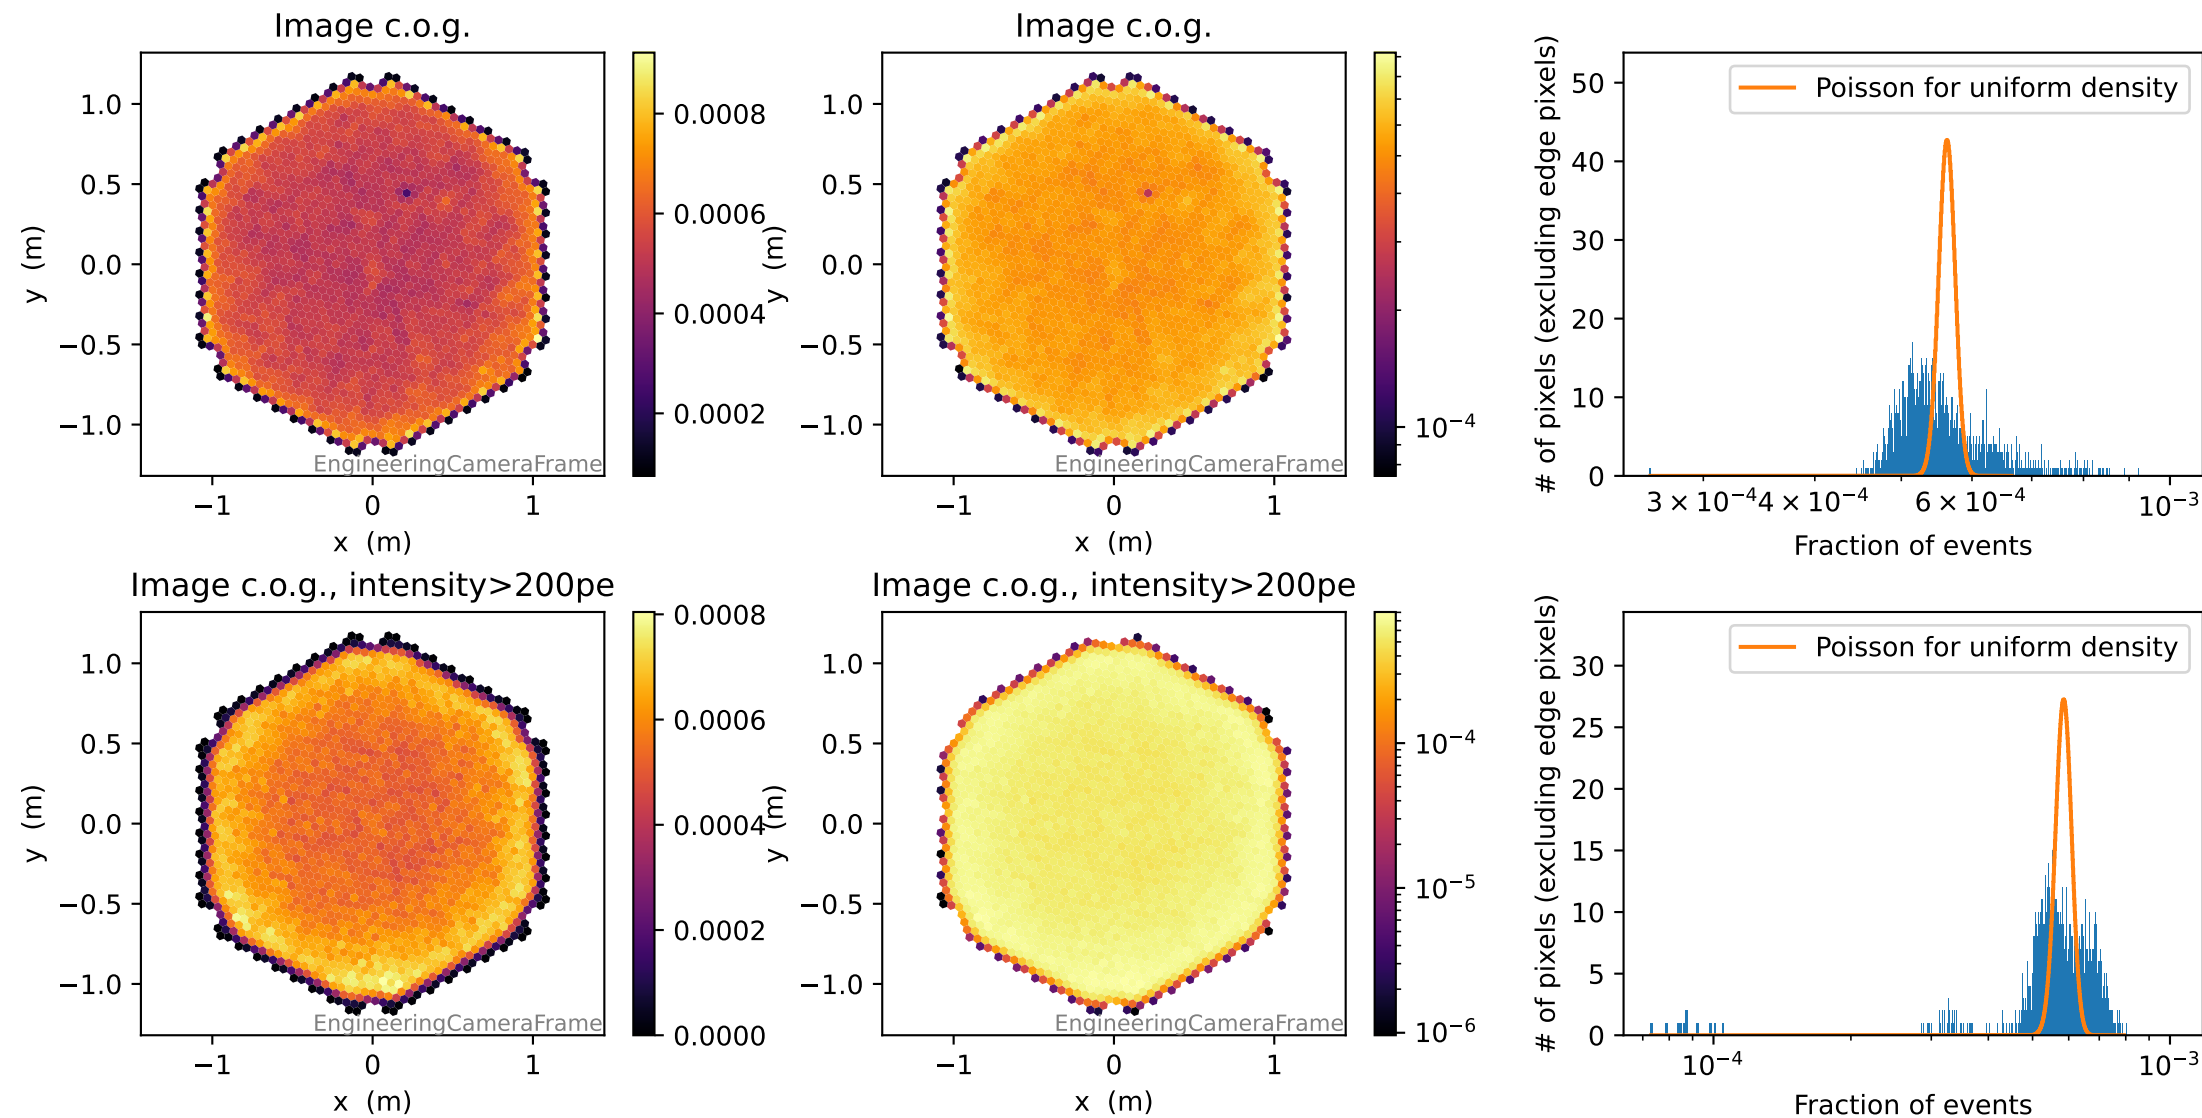 Image c.o.g.
1.0
0.5
0.0
−0.5
−1.0
y (m)
−1
0
1
x (m)
EngineeringCameraFrame
0.0008
0.0006
0.0004
0.0002
Image c.o.g.
1.0
0.5
0.0
−0.5
−1.0
y (m)
−1
0
1
x (m)
EngineeringCameraFrame
10⁻⁴
Poisson for uniform density
# of pixels (excluding edge pixels)
50
40
30
20
10
0
3 × 10⁻⁴
4 × 10⁻⁴
6 × 10⁻⁴
10⁻³
Fraction of events
Image c.o.g., intensity>200pe
1.0
0.5
0.0
−0.5
−1.0
y (m)
−1
0
1
x (m)
EngineeringCameraFrame
0.0008
0.0006
0.0004
0.0002
0.0000
Image c.o.g., intensity>200pe
1.0
0.5
0.0
−0.5
−1.0
y (m)
−1
0
1
x (m)
EngineeringCameraFrame
10⁻⁴
10⁻⁵
10⁻⁶
Poisson for uniform density
# of pixels (excluding edge pixels)
30
25
20
15
10
5
0
10⁻⁴
10⁻³
Fraction of events